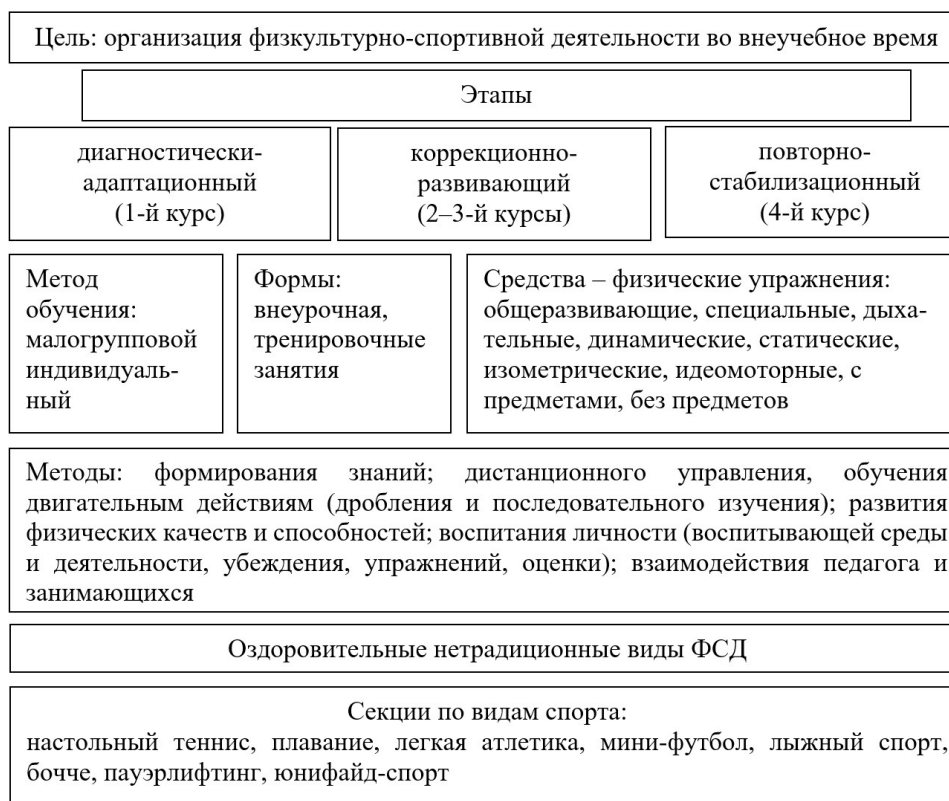 Цель: организация физкультурно-спортивной деятельности во внеучебное время
Этапы
диагностически-
адаптационный
(1-й курс)
коррекционно-
развивающий
(2–3-й курсы)
повторно-
стабилизационный
(4-й курс)
Метод
обучения:
малогрупповой
индивидуаль-
ный
Формы:
внеурочная,
тренировочные
занятия
Средства – физические упражнения:
общеразвивающие, специальные, дыха-
тельные, динамические, статические,
изометрические, идеомоторные, с
предметами, без предметов
Методы: формирования знаний; дистанционного управления, обучения
двигательным действиям (дробления и последовательного изучения); развития
физических качеств и способностей; воспитания личности (воспитывающей среды
и деятельности, убеждения, упражнений, оценки); взаимодействия педагога и
занимающихся
Оздоровительные нетрадиционные виды ФСД
Секции по видам спорта:
настольный теннис, плавание, легкая атлетика, мини-футбол, лыжный спорт,
бочче, пауэрлифтинг, юнифайд-спорт